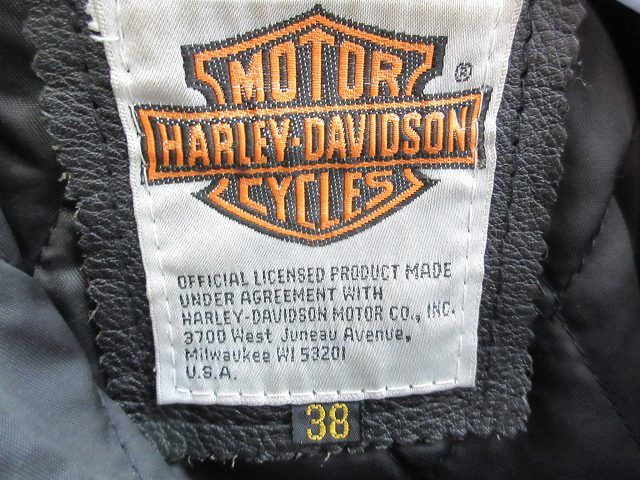 MOTOR
®
HARLEY-DAVIDSON
CYCLES
OFFICIAL LICENSED PRODUCT MADE
UNDER AGREEMENT WITH
HARLEY-DAVIDSON MOTOR CO., INC.
3700 West Juneau Avenue,
Milwaukee WI 53201
U.S.A.
38